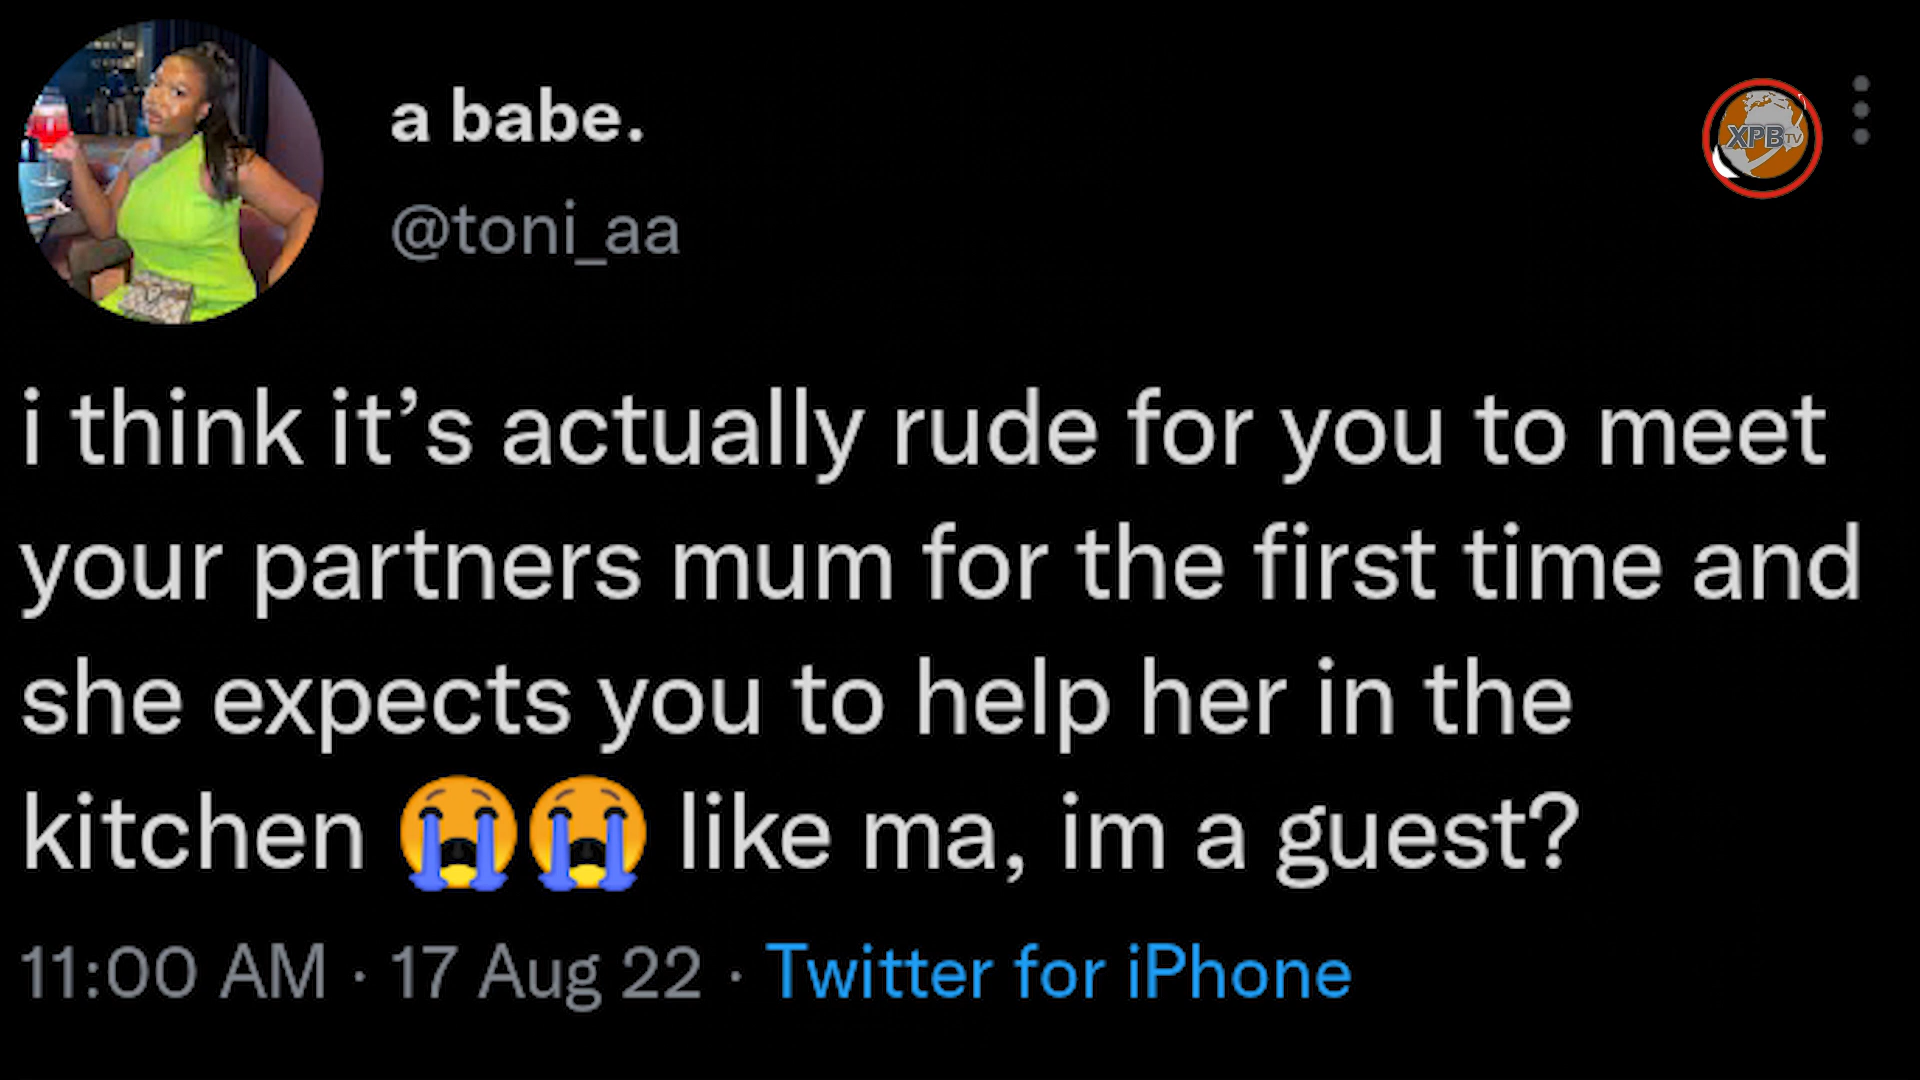 a babe.
XPB TV
@toni_aa
i think it’s actually rude for you to meet
your partners mum for the first time and
she expects you to help her in the
kitchen 😭😭 like ma, im a guest?
11:00 AM · 17 Aug 22 · Twitter for iPhone